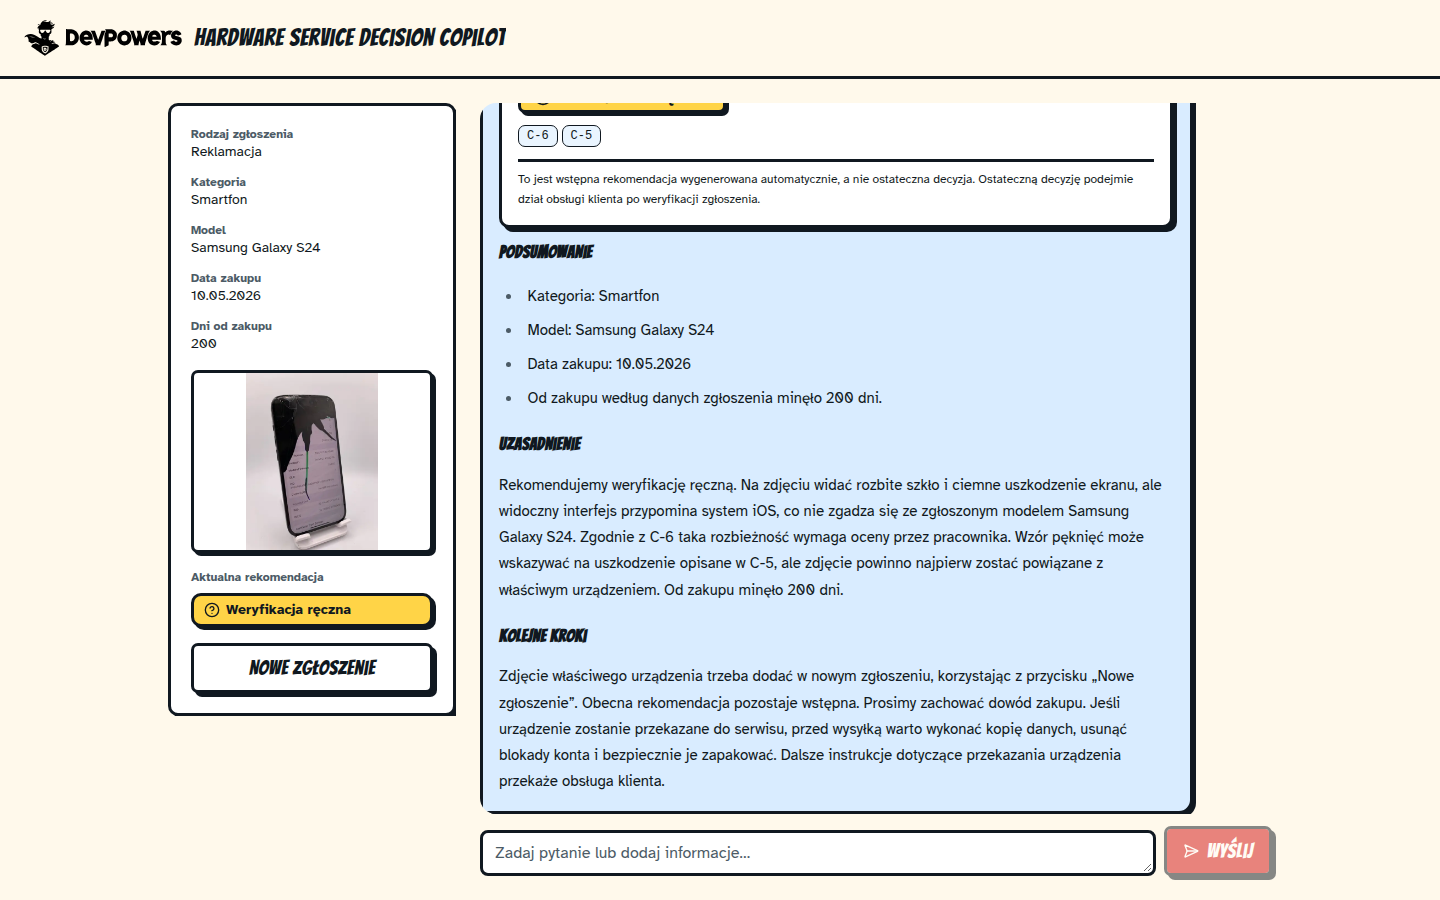 DevPowers HARDWARE SERVICE DECISION COPILOT
Rodzaj zgłoszenia
Reklamacja
Kategoria
Smartfon
Model
Samsung Galaxy S24
Data zakupu
10.05.2026
Dni od zakupu
200
Aktualna rekomendacja
Weryfikacja ręczna
NOWE ZGŁOSZENIE
C-6 C-5
To jest wstępna rekomendacja wygenerowana automatycznie, a nie ostateczna decyzja. Ostateczną decyzję podejmie
dział obsługi klienta po weryfikacji zgłoszenia.
PODSUMOWANIE
Kategoria: Smartfon
Model: Samsung Galaxy S24
Data zakupu: 10.05.2026
Od zakupu według danych zgłoszenia minęło 200 dni.
UZASADNIENIE
Rekomendujemy weryfikację ręczną. Na zdjęciu widać rozbite szkło i ciemne uszkodzenie ekranu, ale
widoczny interfejs przypomina system iOS, co nie zgadza się ze zgłoszonym modelem Samsung
Galaxy S24. Zgodnie z C-6 taka rozbieżność wymaga oceny przez pracownika. Wzór pęknięć może
wskazywać na uszkodzenie opisane w C-5, ale zdjęcie powinno najpierw zostać powiązane z
właściwym urządzeniem. Od zakupu minęło 200 dni.
KOLEJNE KROKI
Zdjęcie właściwego urządzenia trzeba dodać w nowym zgłoszeniu, korzystając z przycisku „Nowe
zgłoszenie”. Obecna rekomendacja pozostaje wstępna. Prosimy zachować dowód zakupu. Jeśli
urządzenie zostanie przekazane do serwisu, przed wysyłką warto wykonać kopię danych, usunąć
blokady konta i bezpiecznie je zapakować. Dalsze instrukcje dotyczące przekazania urządzenia
przekaże obsługa klienta.
Zadaj pytanie lub dodaj informacje...
WYŚLIJ